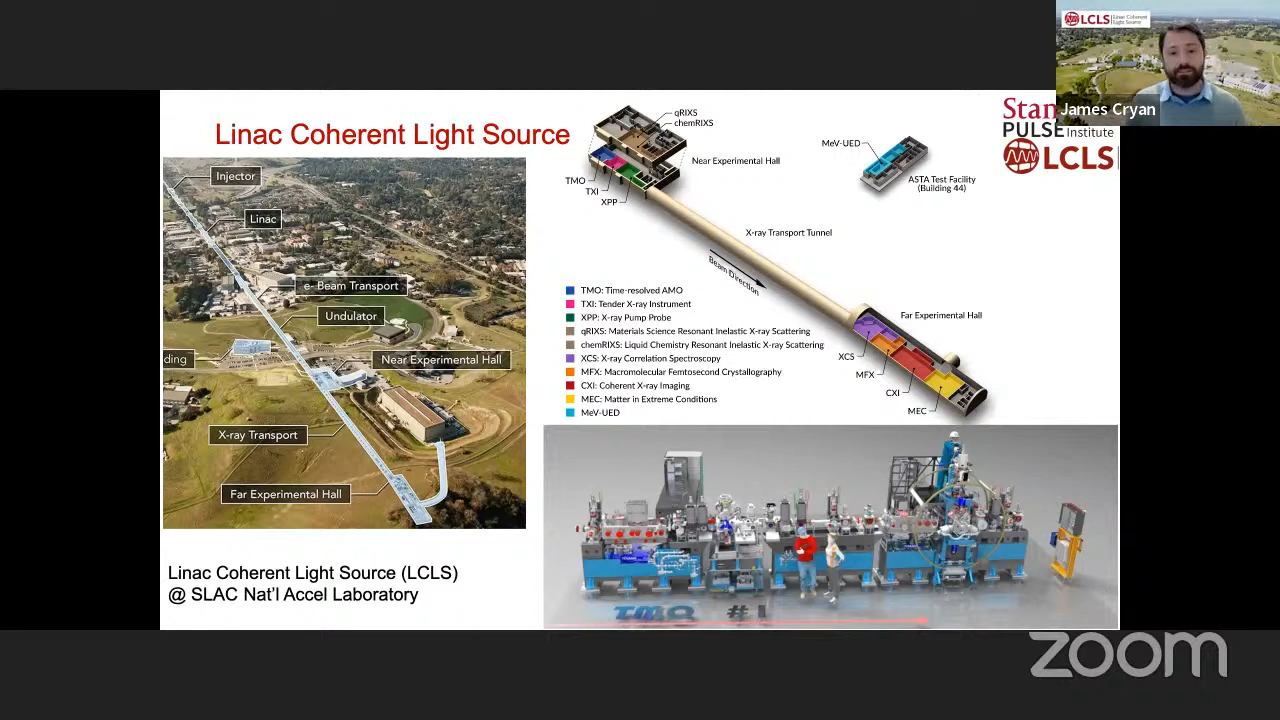 LCLS
Linac Coherent
Light Source
James Cryan
Linac Coherent Light Source
Stan
PULSE Institute
LCLS
Injector
Linac
e- Beam Transport
Undulator
ding
Near Experimental Hall
X-ray Transport
Far Experimental Hall
qRIXS
chemRIXS
Near Experimental Hall
TMO
TXI
XPP
MeV-UED
ASTA Test Facility
(Building 44)
X-ray Transport Tunnel
Beam Direction
TMO: Time-resolved AMO
TXI: Tender X-ray Instrument
XPP: X-ray Pump Probe
qRIXS: Materials Science Resonant Inelastic X-ray Scattering
chemRIXS: Liquid Chemistry Resonant Inelastic X-ray Scattering
XCS: X-ray Correlation Spectroscopy
MFX: Macromolecular Femtosecond Crystallography
CXI: Coherent X-ray Imaging
MEC: Matter in Extreme Conditions
MeV-UED
Far Experimental Hall
XCS
MFX
CXI
MEC
TMO #1
Linac Coherent Light Source (LCLS)
@ SLAC Nat'l Accel Laboratory
zoom